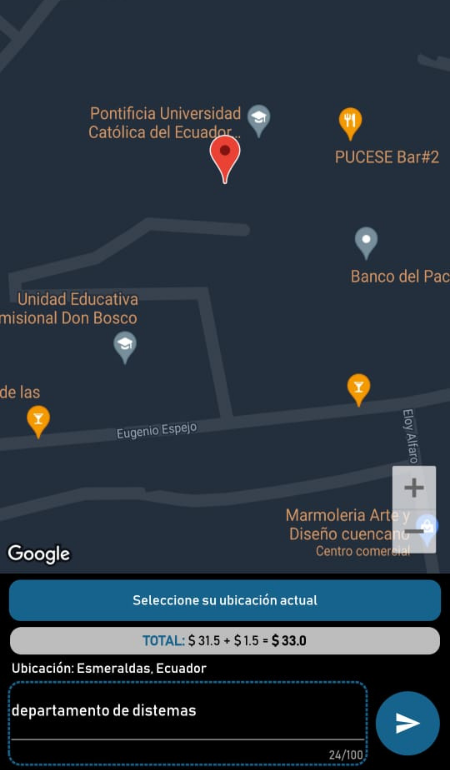 Pontificia Universidad
Católica del Ecuador...
PUCESE Bar#2
Banco del Pac
Unidad Educativa
misional Don Bosco
de las
Eugenio Espejo
Eloy Alfaro
Marmoleria Arte y
Diseño cuencano
Centro comercial
+
−
Google
Seleccione su ubicación actual
TOTAL: $ 31.5 + $ 1.5 = $ 33.0
Ubicación: Esmeraldas, Ecuador
departamento de distemas
24/100